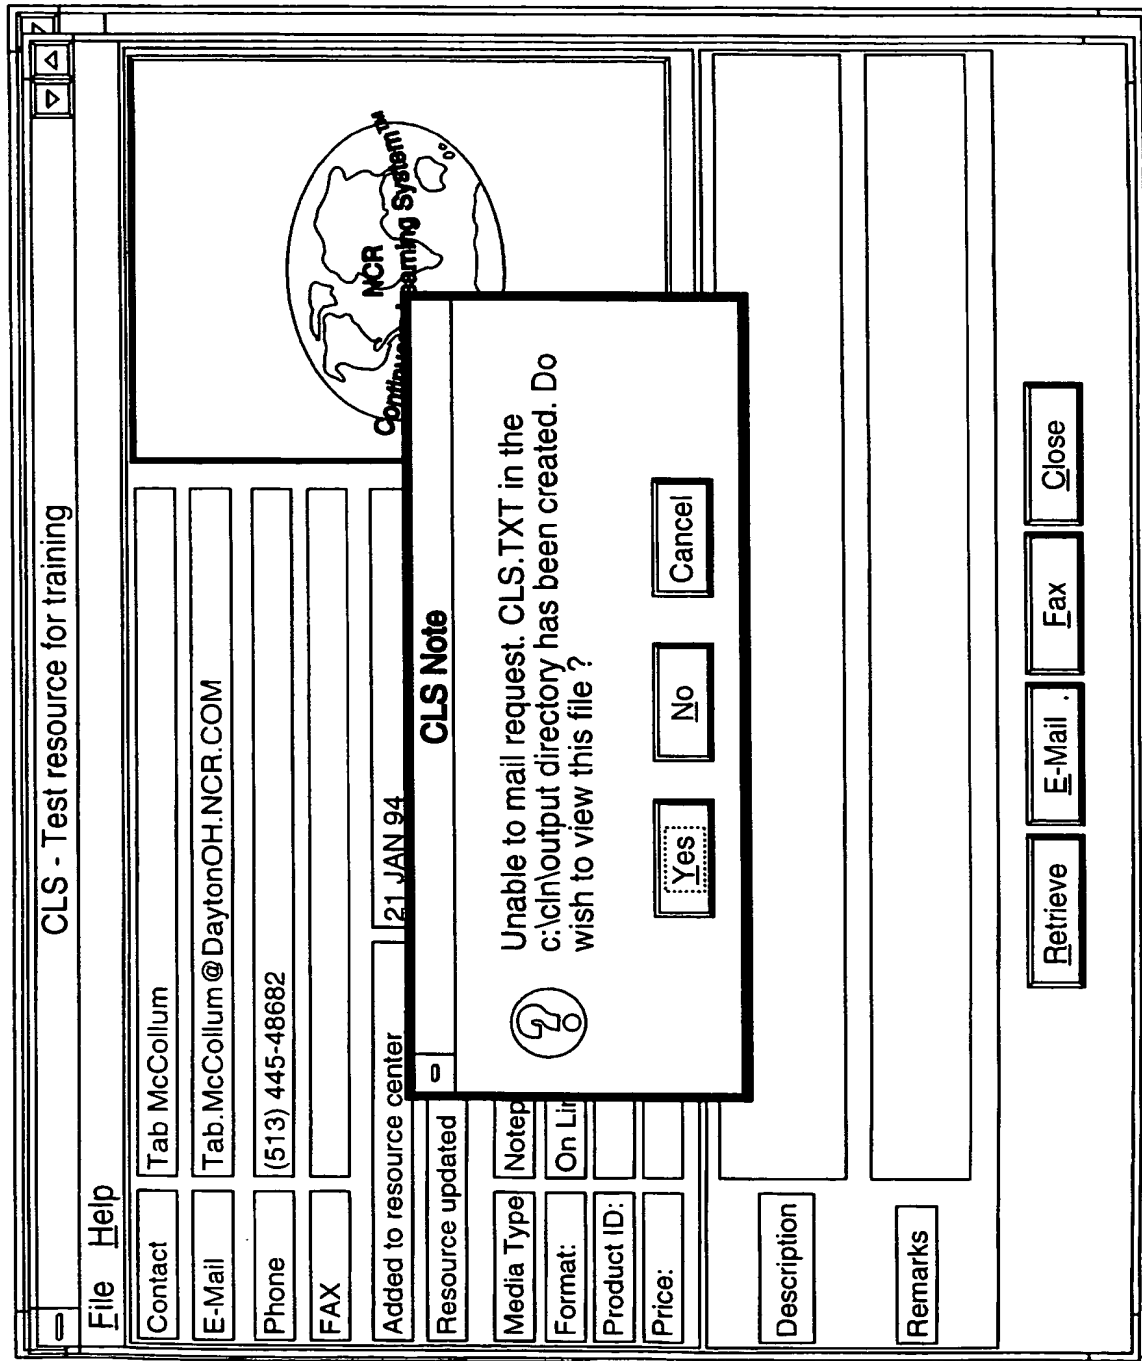 CLS - Test resource for training
File Help
Contact Tab McCollum
E-Mail Tab.McCollum@DaytonOH.NCR.COM
Phone (513) 445-48682
FAX
Added to resource center 21 JAN 94
Resource updated
Media Type Notep
Format: On Lin
Product ID:
Price:
NCR
Continuous Learning System™
CLS Note
Unable to mail request. CLS.TXT in the
c:\cln\output directory has been created. Do
wish to view this file ?
Yes No Cancel
Description
Remarks
Retrieve E-Mail . Fax Close